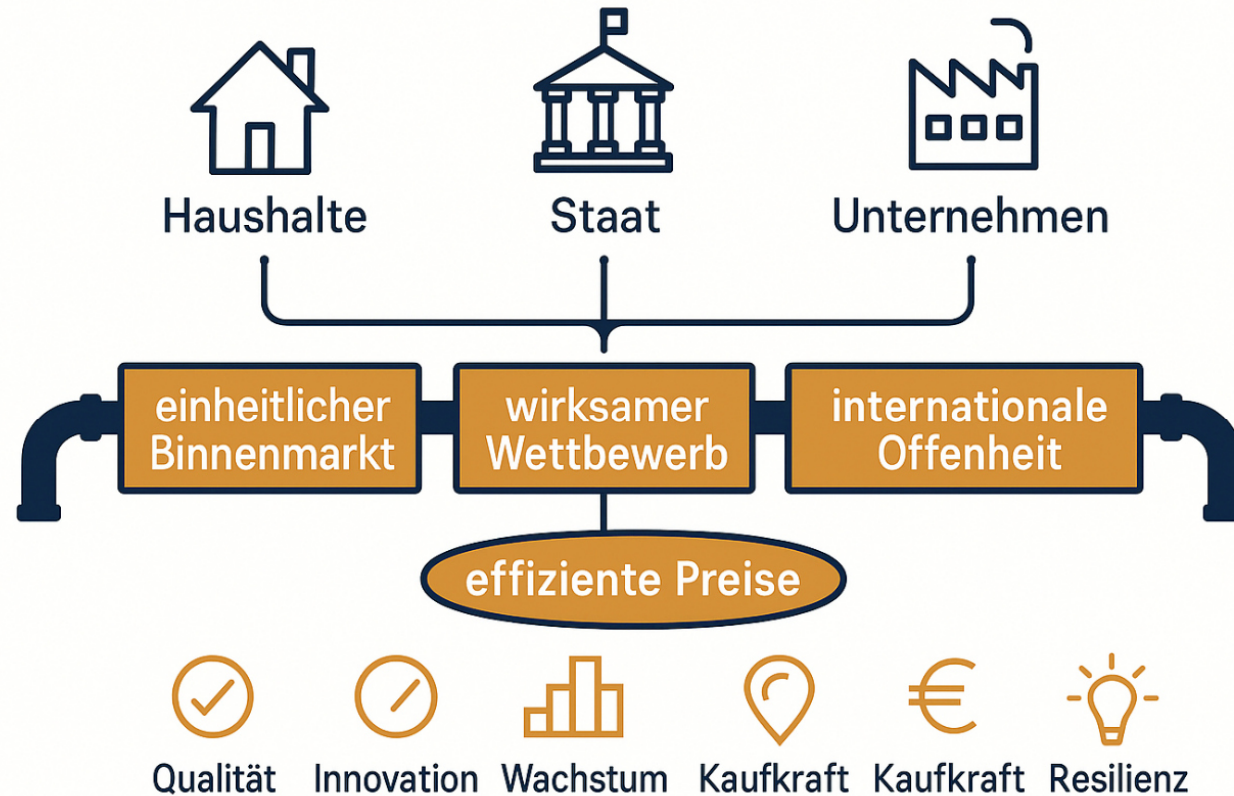 Haushalte
Staat
Unternehmen
einheitlicher
Binnenmarkt
wirksamer
Wettbewerb
internationale
Offenheit
effiziente Preise
Qualität
Innovation
Wachstum
Kaufkraft
Kaufkraft
Resilienz